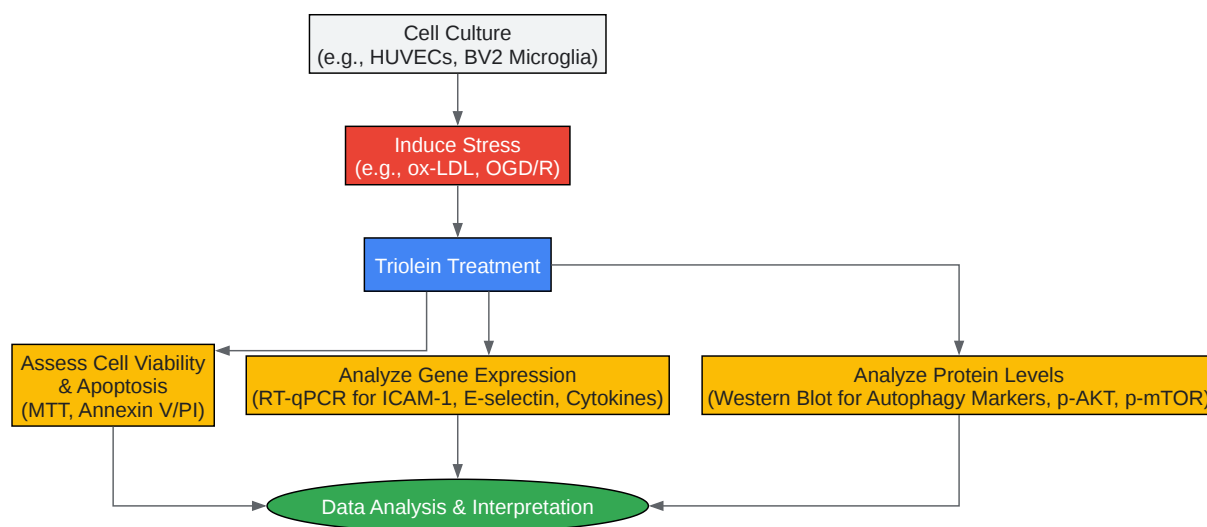 Cell Culture
(e.g., HUVECs, BV2 Microglia)
Induce Stress
(e.g., ox-LDL, OGD/R)
Triolein Treatment
Assess Cell Viability
& Apoptosis
(MTT, Annexin V/PI)
Analyze Gene Expression
(RT-qPCR for ICAM-1, E-selectin, Cytokines)
Analyze Protein Levels
(Western Blot for Autophagy Markers, p-AKT, p-mTOR)
Data Analysis & Interpretation